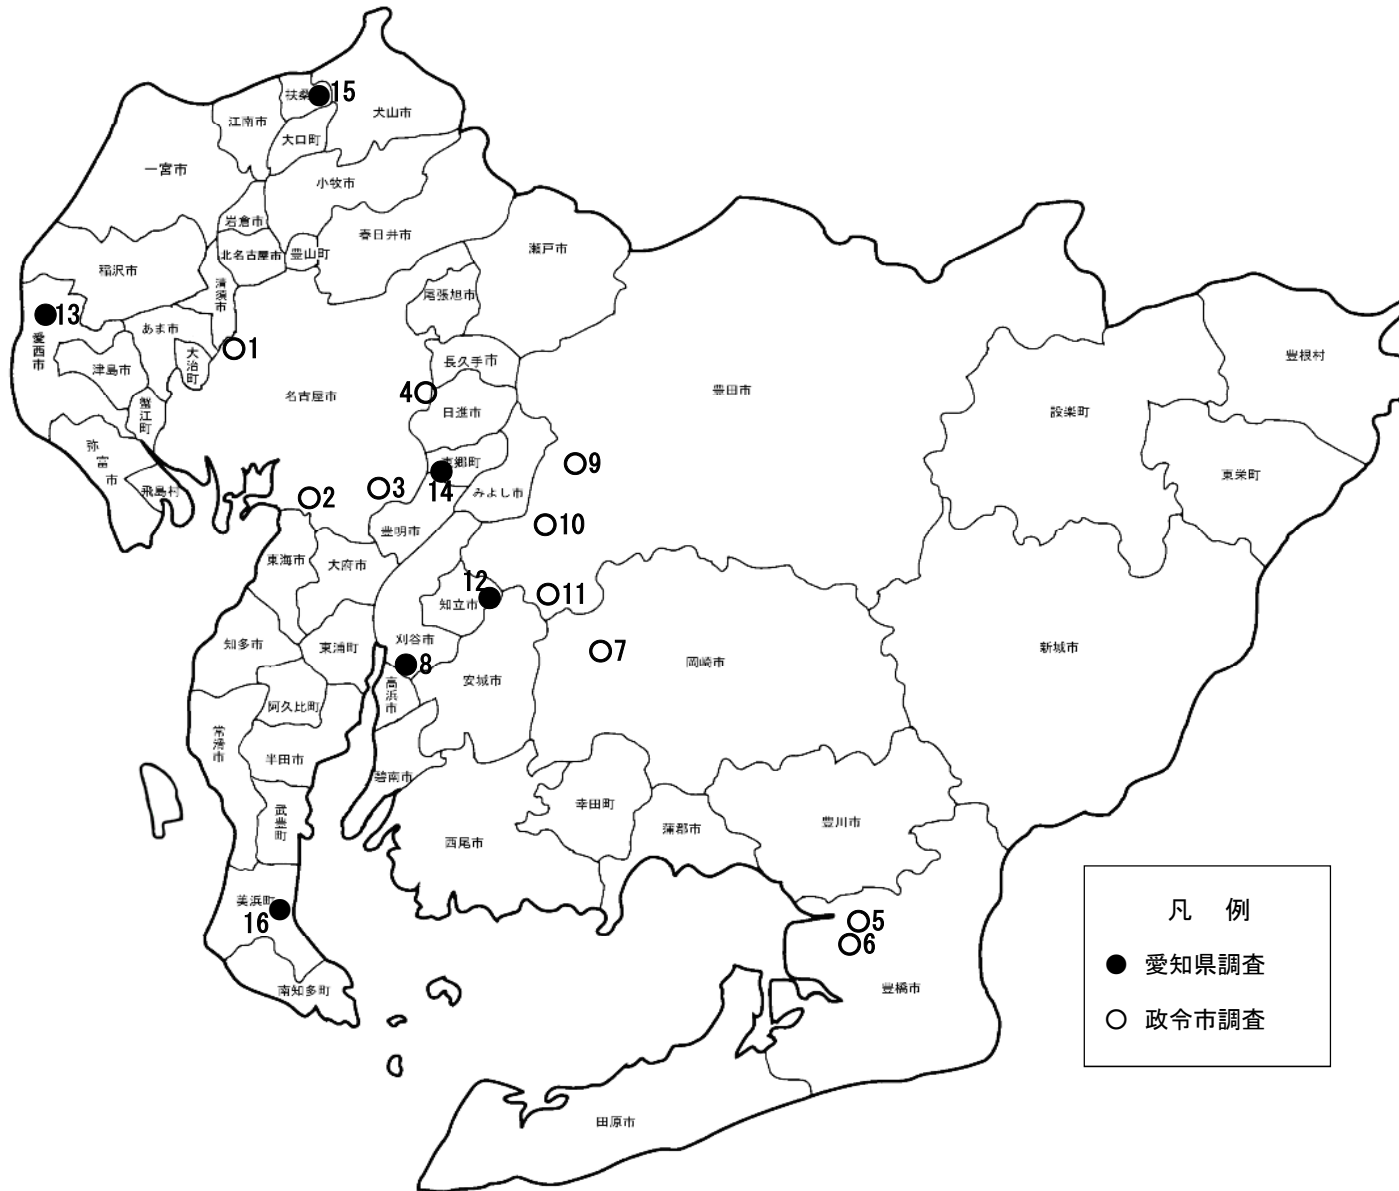 扶桑
15
犬山市
江南市
大口町
一宮市
小牧市
岩倉市
春日井市
北名古屋市
豊山町
瀬戸市
稲沢市
清須市
尾張旭市
13
あま市
愛西市
津島市
大治町
1
長久手市
豊根村
名古屋市
4
豊田市
蟹江町
日進市
設楽町
弥富市
東郷町
9
東栄町
飛島村
2
3
14
みよし市
豊明市
10
東海市
大府市
12
11
知立市
知多市
東浦町
刈谷市
7
岡崎市
新城市
8
高浜市
安城市
阿久比町
常滑市
半田市
碧南市
武豊町
幸田町
蒲郡市
豊川市
西尾市
美浜町
16
5
6
南知多町
豊橋市
田原市
凡 例
● 愛知県調査
○ 政令市調査